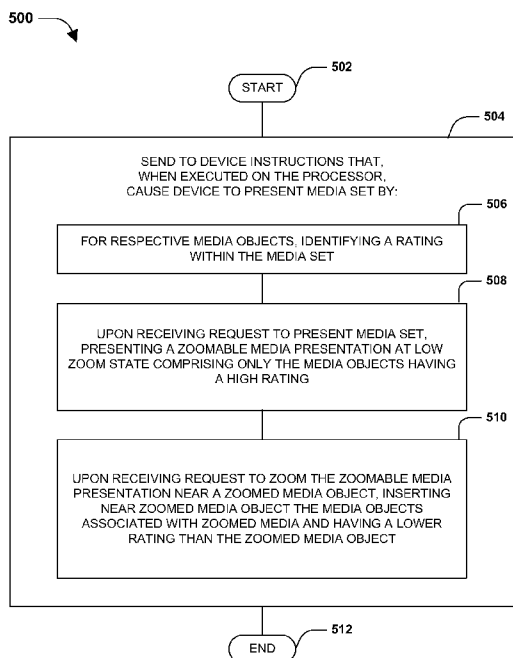 500
502
START
504
SEND TO DEVICE INSTRUCTIONS THAT,
WHEN EXECUTED ON THE PROCESSOR,
CAUSE DEVICE TO PRESENT MEDIA SET BY:
506
FOR RESPECTIVE MEDIA OBJECTS, IDENTIFYING A RATING
WITHIN THE MEDIA SET
508
UPON RECEIVING REQUEST TO PRESENT MEDIA SET,
PRESENTING A ZOOMABLE MEDIA PRESENTATION AT LOW
ZOOM STATE COMPRISING ONLY THE MEDIA OBJECTS HAVING
A HIGH RATING
510
UPON RECEIVING REQUEST TO ZOOM THE ZOOMABLE MEDIA
PRESENTATION NEAR A ZOOMED MEDIA OBJECT, INSERTING
NEAR ZOOMED MEDIA OBJECT THE MEDIA OBJECTS
ASSOCIATED WITH ZOOMED MEDIA AND HAVING A LOWER
RATING THAN THE ZOOMED MEDIA OBJECT
512
END